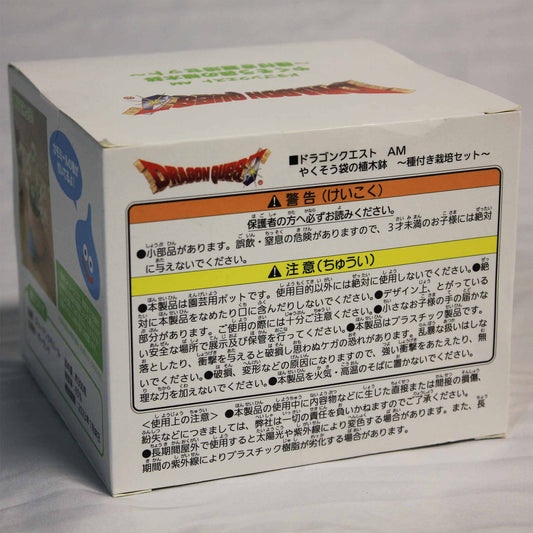 DRAGON QUEST
DRAGON QUEST
■ドラゴンクエスト　AM
やくそう袋の植木鉢　～種付き栽培セット～
⚠警告（けいこく）
保護者の方へ必ずお読みください。
●小部品があります。誤飲・窒息の危険がありますので、3才未満のお子様には絶対
に与えないでください。
⚠注意（ちゅうい）
●本製品は園芸用ポットです。使用目的以外には絶対に使用しないでください。●絶
対に本製品をなめたり口に含んだりしないでください。●デザイン上、とがっている
部分があります。ご使用の際には十分ご注意ください。●小さなお子様の手の届かな
い安全な場所で展示及び保管を行ってください。●本製品はプラスチック製品です。
落としたり、衝撃を与えると破損し思わぬケガの恐れがあります。乱暴な扱いはしな
いでください。●破損、変形などの原因になりますので、強い衝撃をあたえたり、無
理な力を加えないでください。●本製品を火気・高温のそばに置かないでください。
＜使用上の注意＞　●本製品の使用中に内容物などに生じた直接または間接の損傷、
紛失などにつきましては、弊社は一切の責任を負いかねますのでご了承ください。
●長期間屋外で使用すると太陽光や紫外線により変色する場合があります。また、長
期間の紫外線によりプラスチック樹脂が劣化する場合があります。